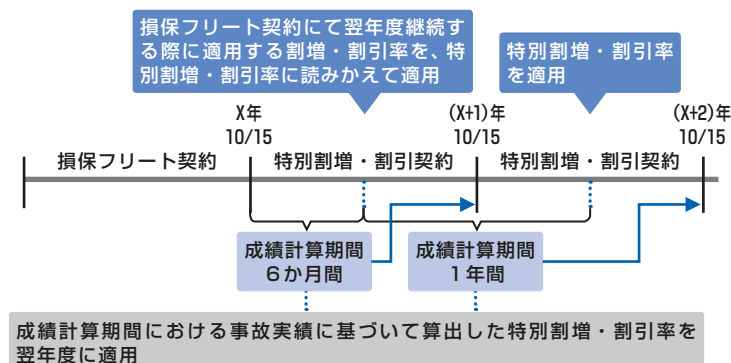 損保フリート契約にて翌年度継続す
る際に適用する割増・割引率を、特
別割増・割引率に読みかえて適用
特別割増・割引率
を適用
X年
10/15
(X+1)年
10/15
(X+2)年
10/15
損保フリート契約
特別割増・割引契約
特別割増・割引契約
成績計算期間
6か月間
成績計算期間
1年間
成績計算期間における事故実績に基づいて算出した特別割増・割引率を
翌年度に適用